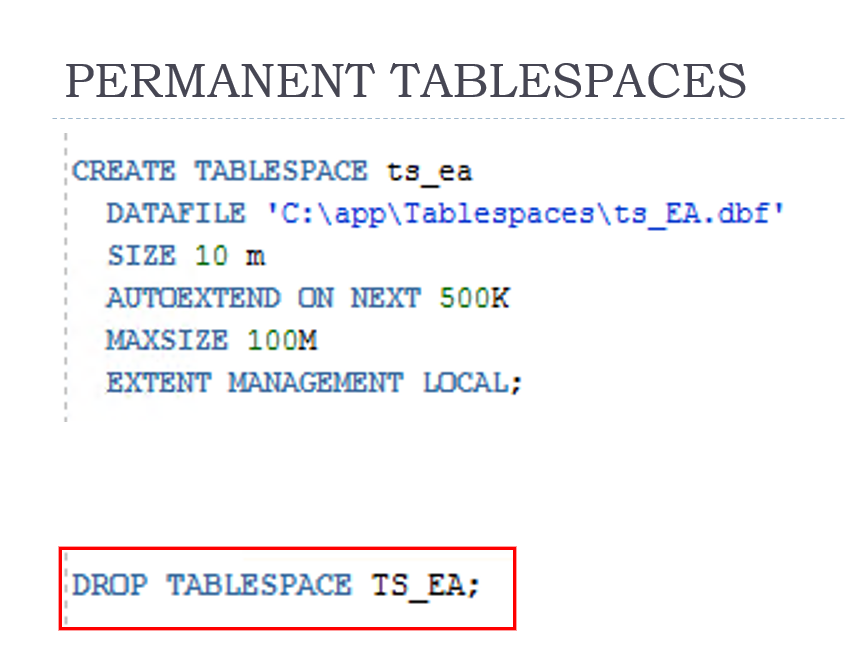 PERMANENT TABLESPACES
CREATE TABLESPACE ts_ea
DATAFILE 'C:\app\Tablespaces\ts_EA.dbf'
SIZE 10 m
AUTOEXTEND ON NEXT 500K
MAXSIZE 100M
EXTENT MANAGEMENT LOCAL;
DROP TABLESPACE TS_EA;